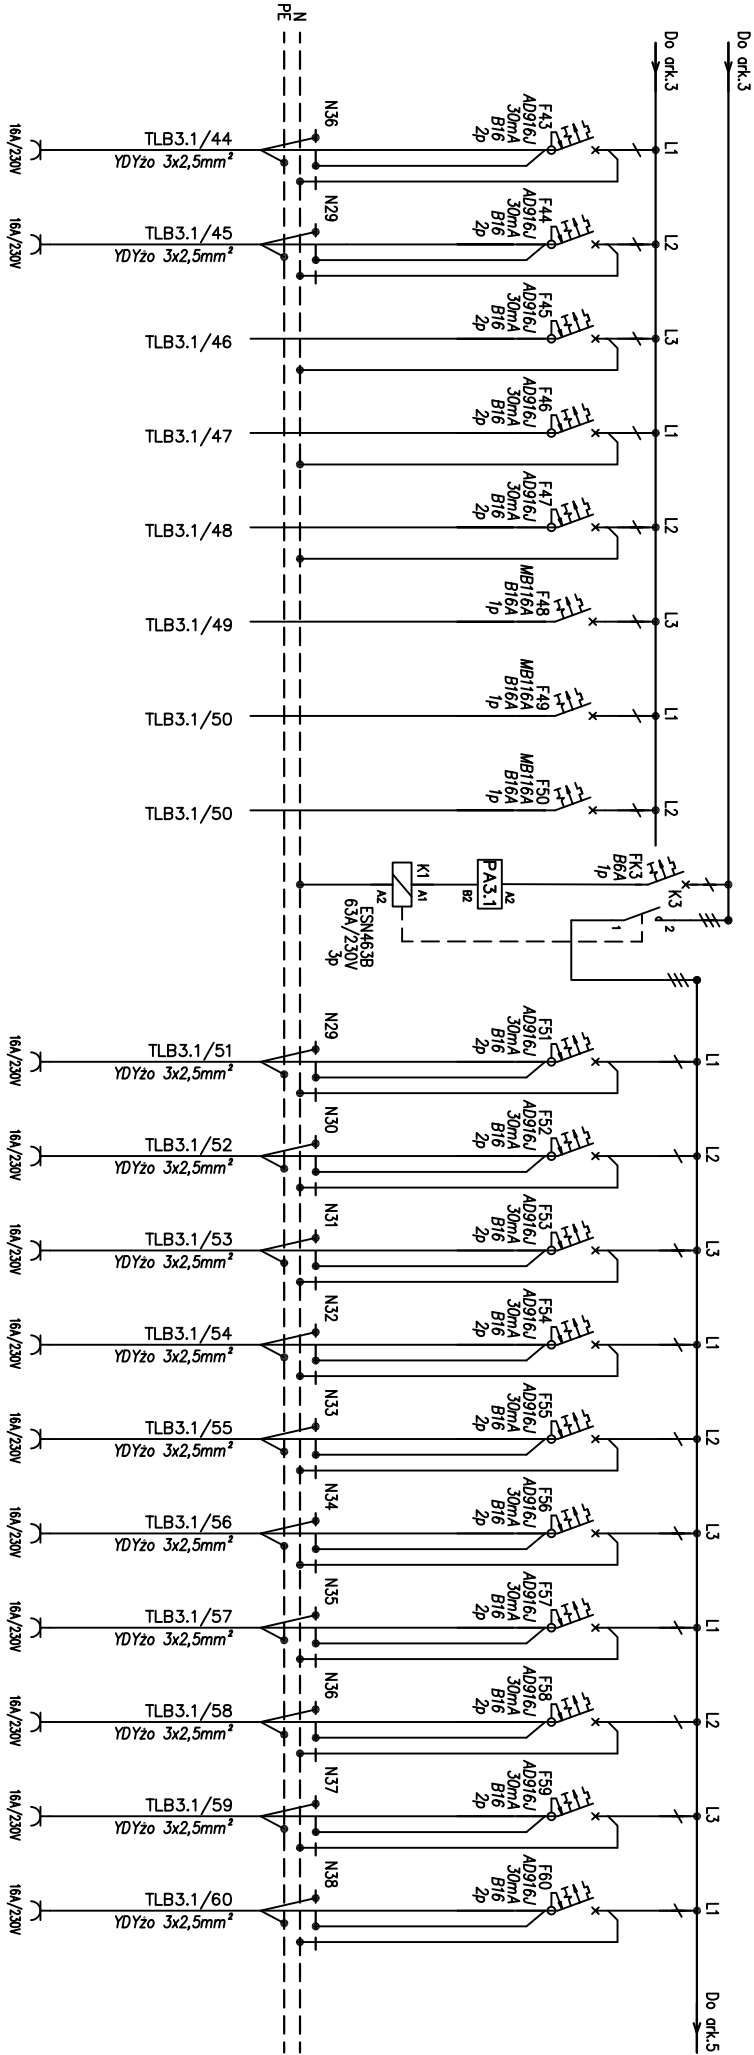 Do ark.3
Do ark.3
PE
N
L1
F43
AD916J
30mA
B16
2p
N36
TLB3.1/44
YDYżo 3x2,5mm²
16A/230V
L2
F44
AD916J
30mA
B16
2p
N29
TLB3.1/45
YDYżo 3x2,5mm²
16A/230V
L3
F45
AD916J
30mA
B16
2p
TLB3.1/46
L1
F46
AD916J
30mA
B16
2p
TLB3.1/47
L2
F47
AD916J
30mA
B16
2p
TLB3.1/48
L3
F48
MB116A
B16A
1p
TLB3.1/49
L1
F49
MB116A
B16A
1p
TLB3.1/50
L2
F50
MB116A
B16A
1p
TLB3.1/50
FK3
B6A
1p
K3
2
1
A2
PA3.1
B2
K1
A1
A2
ESN463B
63A/230V
3p
L1
F51
AD916J
30mA
B16
2p
N29
TLB3.1/51
YDYżo 3x2,5mm²
16A/230V
L2
F52
AD916J
30mA
B16
2p
N30
TLB3.1/52
YDYżo 3x2,5mm²
16A/230V
L3
F53
AD916J
30mA
B16
2p
N31
TLB3.1/53
YDYżo 3x2,5mm²
16A/230V
L1
F54
AD916J
30mA
B16
2p
N32
TLB3.1/54
YDYżo 3x2,5mm²
16A/230V
L2
F55
AD916J
30mA
B16
2p
N33
TLB3.1/55
YDYżo 3x2,5mm²
16A/230V
L3
F56
AD916J
30mA
B16
2p
N34
TLB3.1/56
YDYżo 3x2,5mm²
16A/230V
L1
F57
AD916J
30mA
B16
2p
N35
TLB3.1/57
YDYżo 3x2,5mm²
16A/230V
L2
F58
AD916J
30mA
B16
2p
N36
TLB3.1/58
YDYżo 3x2,5mm²
16A/230V
L3
F59
AD916J
30mA
B16
2p
N37
TLB3.1/59
YDYżo 3x2,5mm²
16A/230V
L1
F60
AD916J
30mA
B16
2p
N38
TLB3.1/60
YDYżo 3x2,5mm²
16A/230V
Do ark.5